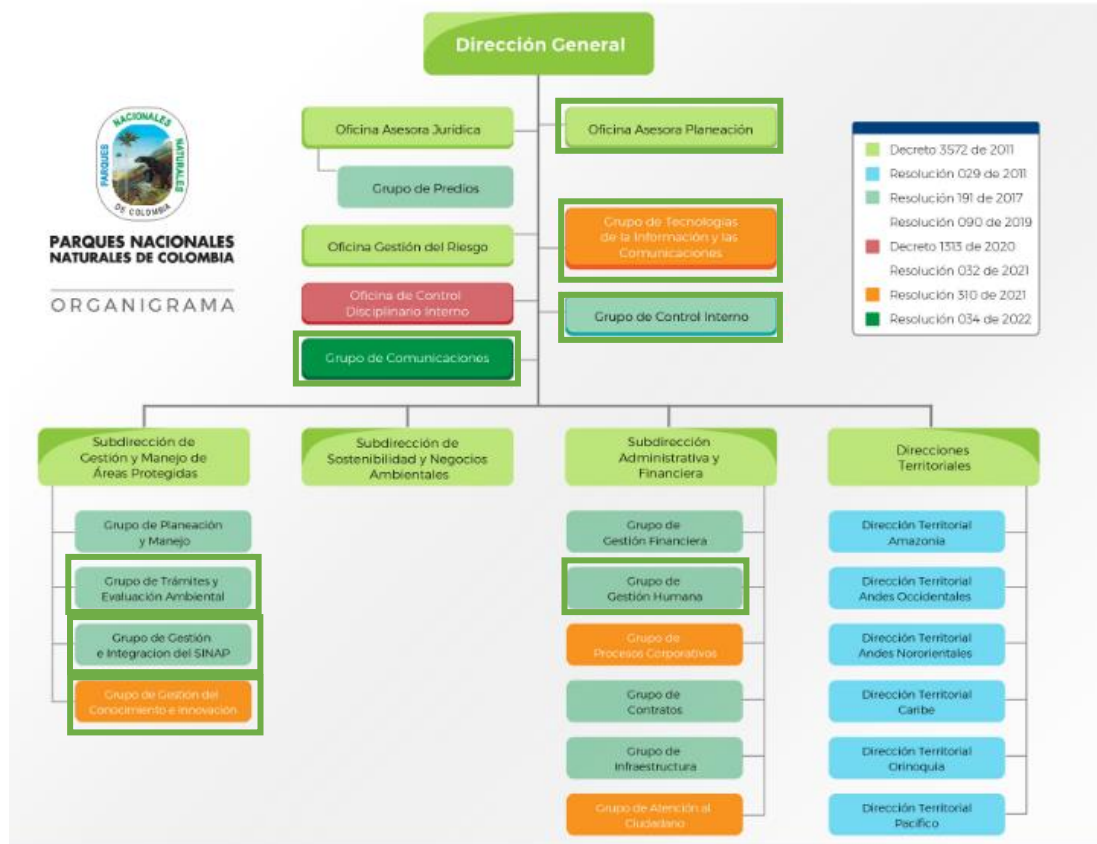 Dirección General
NACIONALES
PARQUES
NATURALES
DE COLOMBIA
PARQUES NACIONALES
NATURALES DE COLOMBIA
ORGANIGRAMA
Oficina Asesora Jurídica
Oficina Asesora Planeación
Grupo de Predios
Grupo de Tecnologías
de la Información y las
Comunicaciones
Oficina Gestión del Riesgo
Oficina de Control
Disciplinario Interno
Grupo de Control Interno
Grupo de Comunicaciones
Decreto 3572 de 2011
Resolución 029 de 2011
Resolución 191 de 2017
Resolución 090 de 2019
Decreto 1313 de 2020
Resolución 032 de 2021
Resolución 310 de 2021
Resolución 034 de 2022
Subdirección de
Gestión y Manejo de
Áreas Protegidas
Grupo de Planeación
y Manejo
Grupo de Trámites y
Evaluación Ambiental
Grupo de Gestión
e Integracion del SINAP
Grupo de Gestión del
Conocimiento e Innovación
Subdirección de
Sostenibilidad y Negocios
Ambientales
Subdirección
Administrativa y
Financiera
Grupo de
Gestión Financiera
Grupo de
Gestión Humana
Grupo de
Procesos Corporativos
Grupo de
Contratos
Grupo de
Infraestructura
Grupo de Atención al
Ciudadano
Direcciones
Territoriales
Dirección Territorial
Amazonia
Dirección Territorial
Andes Occidentales
Dirección Territorial
Andes Nororientales
Dirección Territorial
Caribe
Dirección Territorial
Orinoquia
Dirección Territorial
Pacífico